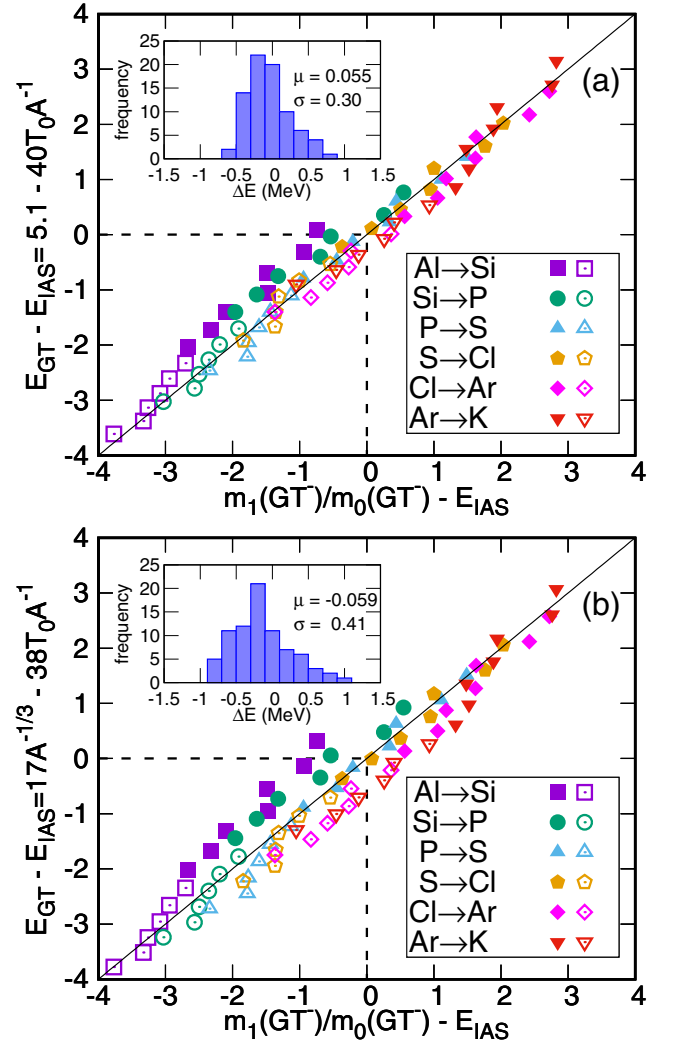 4
3
2
1
0
-1
-2
-3
-4
E_GT - E_IAS= 5.1 - 40T_0A^-1
25
20
15
10
5
0
frequency
μ = 0.055
σ = 0.30
-1.5 -1 -0.5 0 0.5 1 1.5
ΔE (MeV)
(a)
Al→Si
Si→P
P→S
S→Cl
Cl→Ar
Ar→K
-4 -3 -2 -1 0 1 2 3 4
m_1(GT^-)/m_0(GT^-) - E_IAS
4
3
2
1
0
-1
-2
-3
-4
E_GT - E_IAS=17A^-1/3 - 38T_0A^-1
25
20
15
10
5
0
frequency
μ = -0.059
σ = 0.41
-1.5 -1 -0.5 0 0.5 1 1.5
ΔE (MeV)
(b)
Al→Si
Si→P
P→S
S→Cl
Cl→Ar
Ar→K
-4 -3 -2 -1 0 1 2 3 4
m_1(GT^-)/m_0(GT^-) - E_IAS